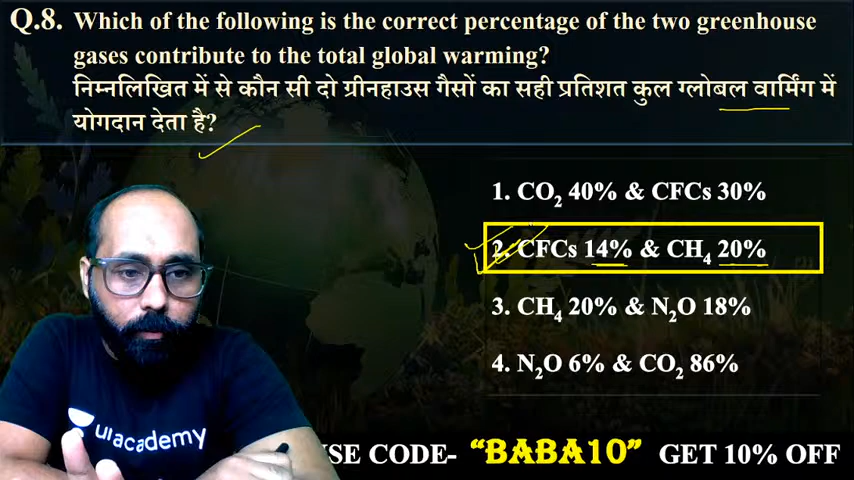 Q.8. Which of the following is the correct percentage of the two greenhouse
gases contribute to the total global warming?
निम्नलिखित में से कौन सी दो ग्रीनहाउस गैसों का सही प्रतिशत कुल ग्लोबल वार्मिंग में
योगदान देता है?
1. CO₂ 40% & CFCs 30%
2. CFCs 14% & CH₄ 20%
3. CH₄ 20% & N₂O 18%
4. N₂O 6% & CO₂ 86%
SE CODE- “BABA10” GET 10% OFF